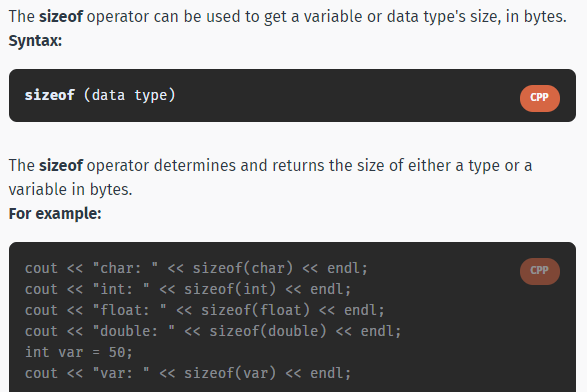 The sizeof operator can be used to get a variable or data type's size, in bytes.
Syntax:
sizeof (data type)
CPP
The sizeof operator determines and returns the size of either a type or a
variable in bytes.
For example:
CPP
cout << "char: " << sizeof(char) << endl;
cout << "int: " << sizeof(int) << endl;
cout << "float: " << sizeof(float) << endl;
cout << "double: " << sizeof(double) << endl;
int var = 50;
cout << "var: " << sizeof(var) << endl;